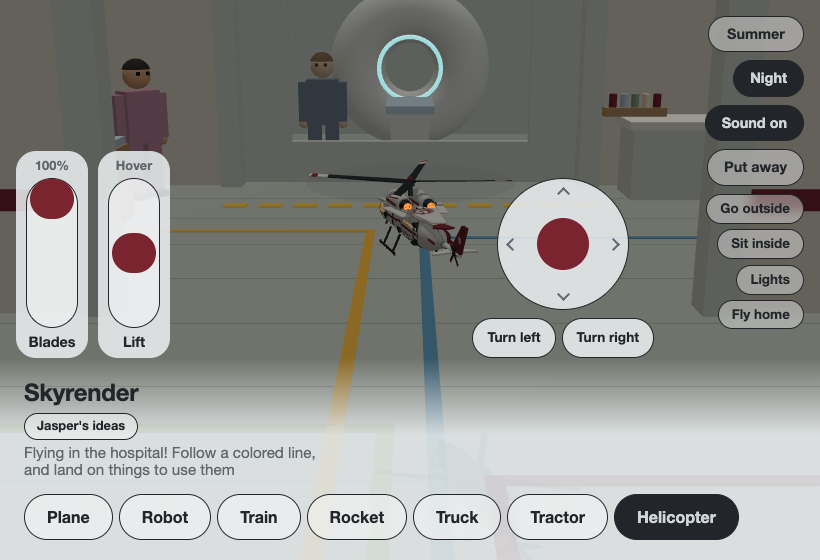 Summer
Night
Sound on
Put away
Go outside
Sit inside
Lights
Fly home
100%
Blades
Hover
Lift
Turn left
Turn right
Skyrender
Jasper's ideas
Flying in the hospital! Follow a colored line,
and land on things to use them
Plane
Robot
Train
Rocket
Truck
Tractor
Helicopter